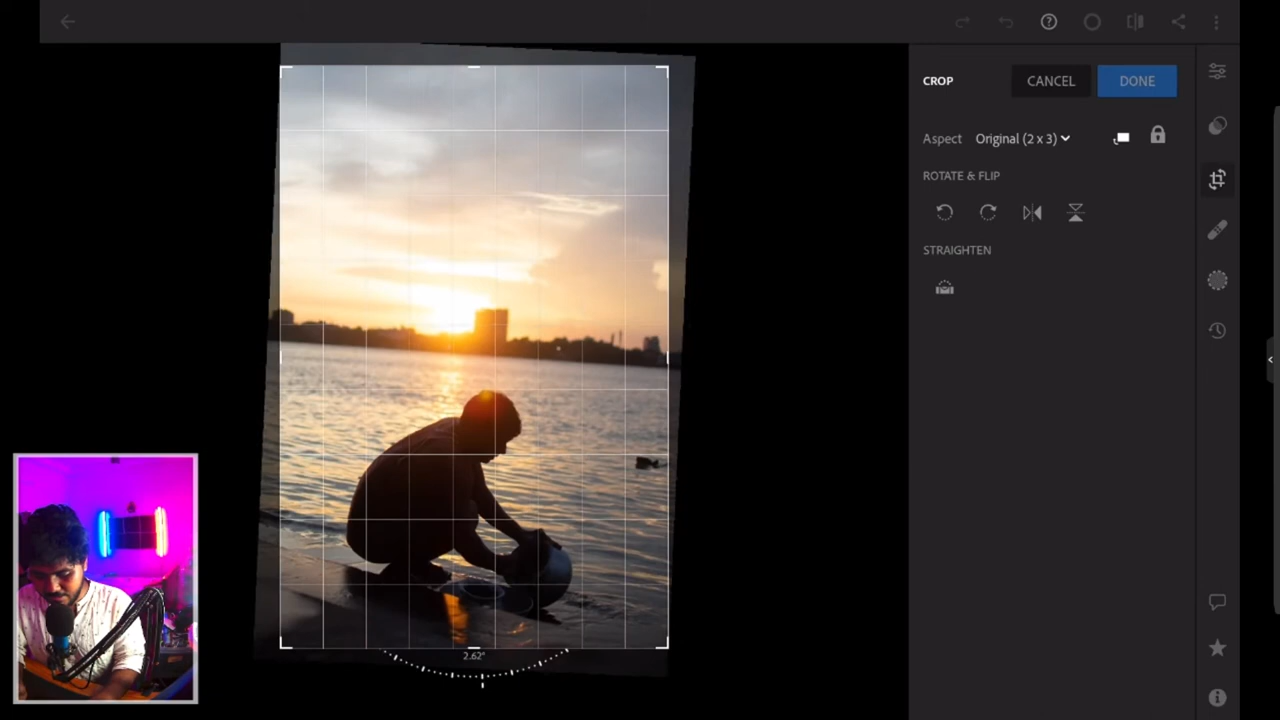 CROP
CANCEL
DONE
Aspect Original (2 x 3)
ROTATE & FLIP
STRAIGHTEN
2.62°